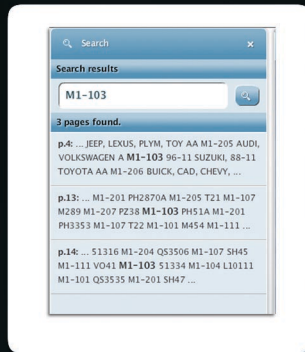 Search
Search results
M1-103
3 pages found.
p.4: ... JEEP, LEXUS, PLYM, TOY AA M1-205 AUDI,
VOLKSWAGEN A M1-103 96-11 SUZUKI, 88-11
TOYOTA AA M1-206 BUICK, CAD, CHEVY, ...
p.13: ... M1-201 PH2870A M1-205 T21 M1-107
M289 M1-207 PZ38 M1-103 PH51A M1-201
PH3353 M1-107 T22 M1-101 M454 M1-111 ...
p.14: ... 51316 M1-204 QS3506 M1-107 SH45
M1-111 VO41 M1-103 51334 M1-104 L10111
M1-101 QS3535 M1-201 SH47 ...